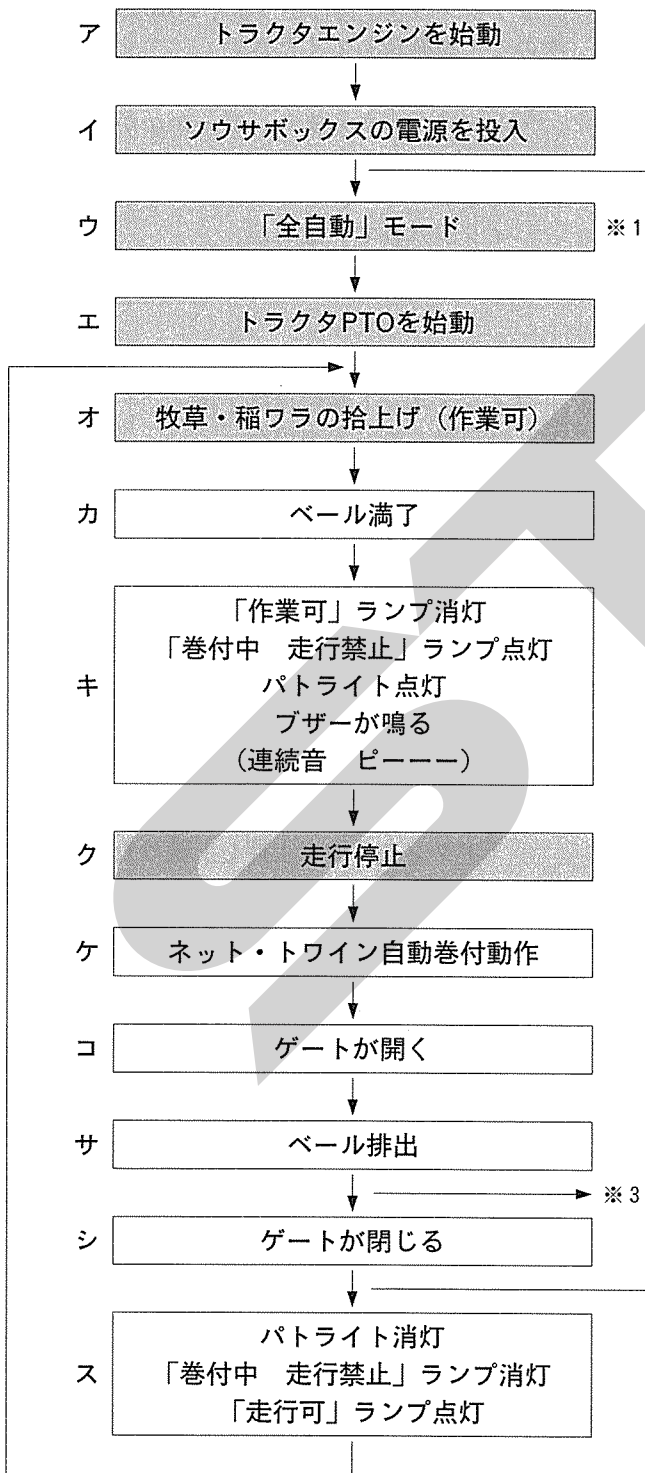 ア トラクタエンジンを始動
イ ソウサボックスの電源を投入
ウ 「全自動」モード ※1
エ トラクタPTOを始動
オ 牧草・稲ワラの拾上げ（作業可）
カ ベール満了
キ
「作業可」ランプ消灯
「巻付中　走行禁止」ランプ点灯
パトライト点灯
ブザーが鳴る
（連続音　ピーーー）
ク 走行停止
ケ ネット・トワイン自動巻付動作
コ ゲートが開く
サ ベール排出
※3
シ ゲートが閉じる
ス
パトライト消灯
「巻付中　走行禁止」ランプ消灯
「走行可」ランプ点灯